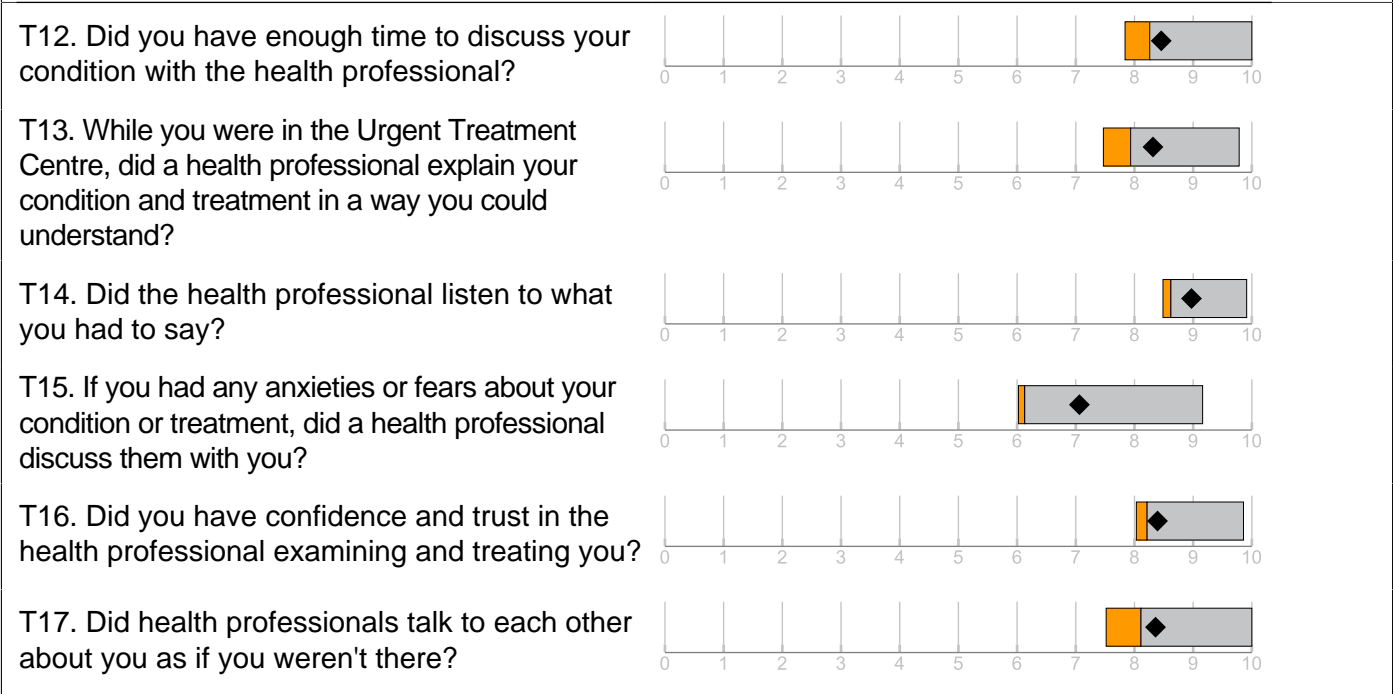 T12. Did you have enough time to discuss your
condition with the health professional?
0 1 2 3 4 5 6 7 8 9 10
T13. While you were in the Urgent Treatment
Centre, did a health professional explain your
condition and treatment in a way you could
understand?
0 1 2 3 4 5 6 7 8 9 10
T14. Did the health professional listen to what
you had to say?
0 1 2 3 4 5 6 7 8 9 10
T15. If you had any anxieties or fears about your
condition or treatment, did a health professional
discuss them with you?
0 1 2 3 4 5 6 7 8 9 10
T16. Did you have confidence and trust in the
health professional examining and treating you?
0 1 2 3 4 5 6 7 8 9 10
T17. Did health professionals talk to each other
about you as if you weren't there?
0 1 2 3 4 5 6 7 8 9 10